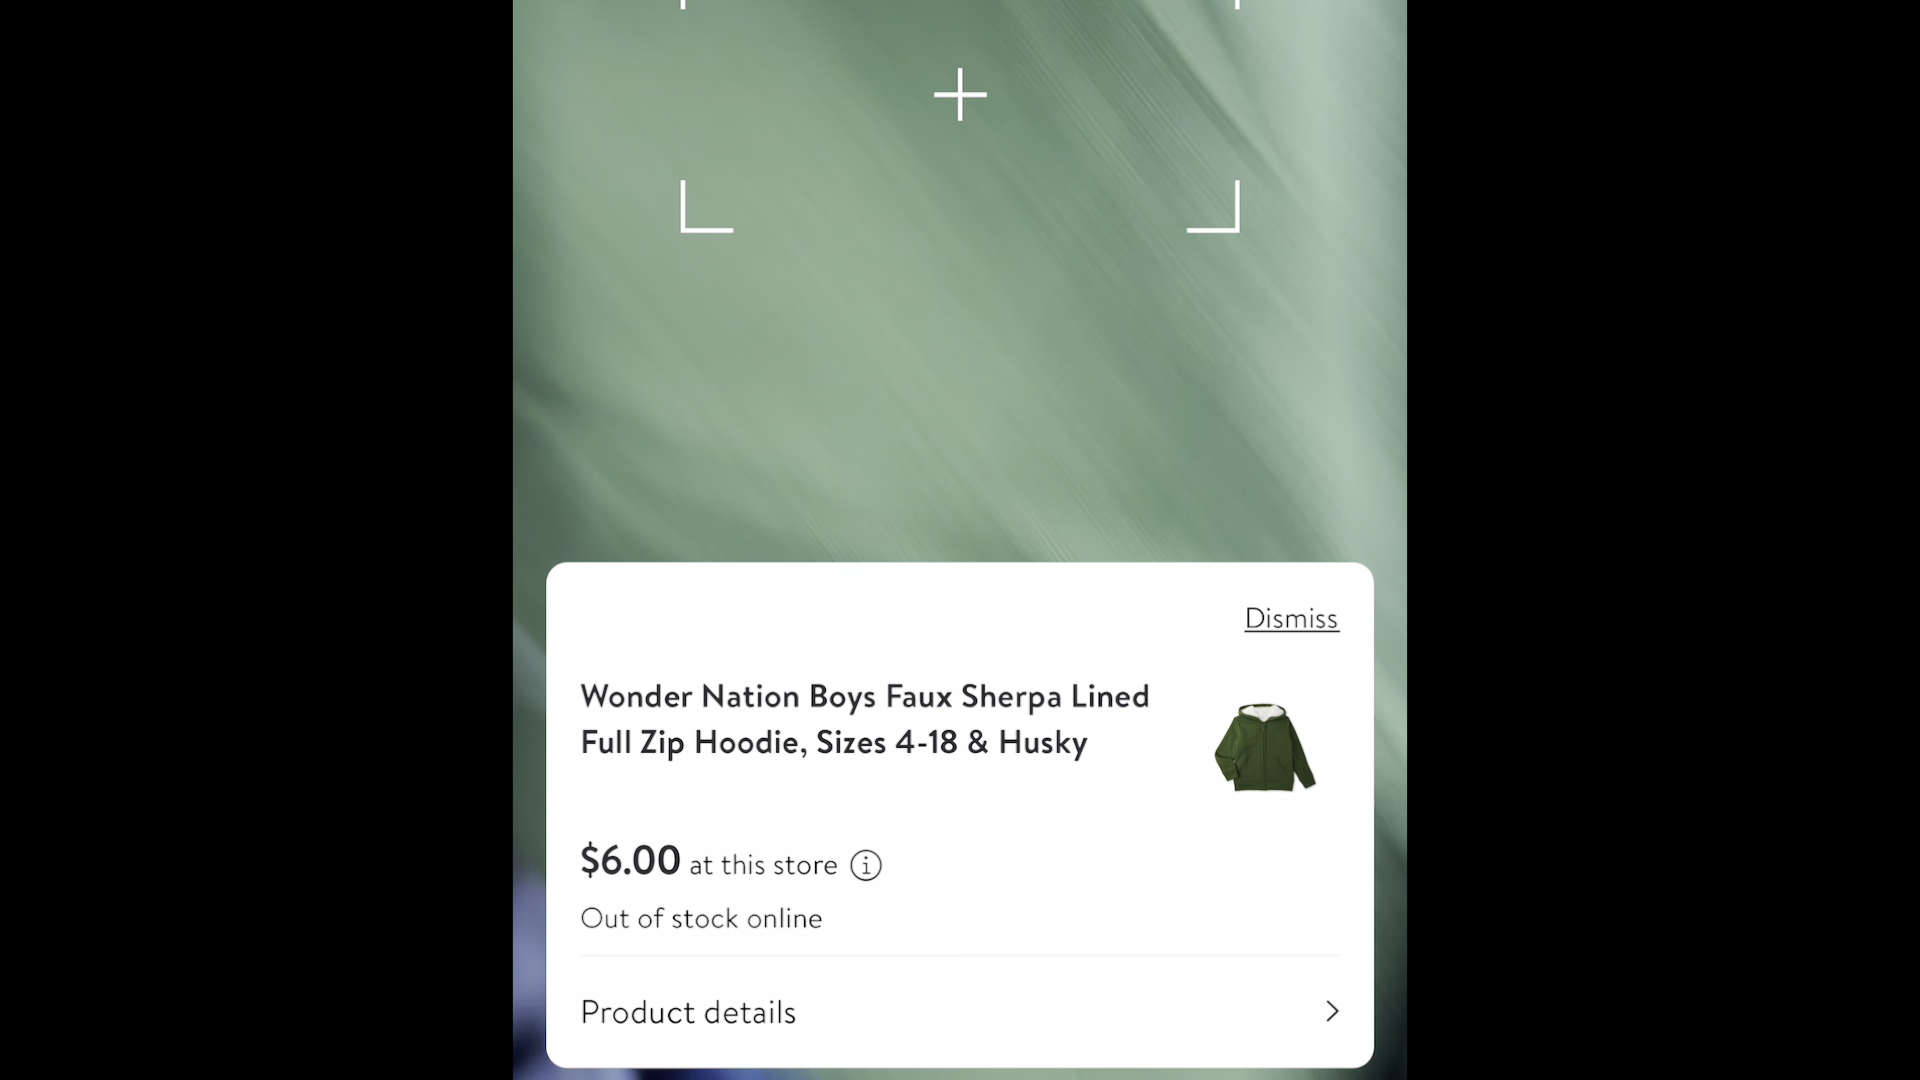 Dismiss
Wonder Nation Boys Faux Sherpa Lined
Full Zip Hoodie, Sizes 4-18 & Husky
$6.00 at this store
Out of stock online
Product details